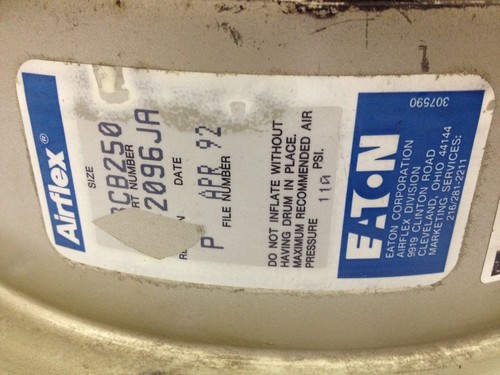 Airflex ®
SIZE
CB250
RT NUMBER
2096JA
DATE
P APR 92
FILE NUMBER
DO NOT INFLATE WITHOUT
HAVING DRUM IN PLACE.
MAXIMUM RECOMMENDED AIR
PRESSURE 110 PSI.
EATON
EATON CORPORATION
AIRFLEX DIVISION
9919 CLINTON ROAD
CLEVELAND, OHIO 44144
MARKETING SERVICES:
216/281-2211
307590